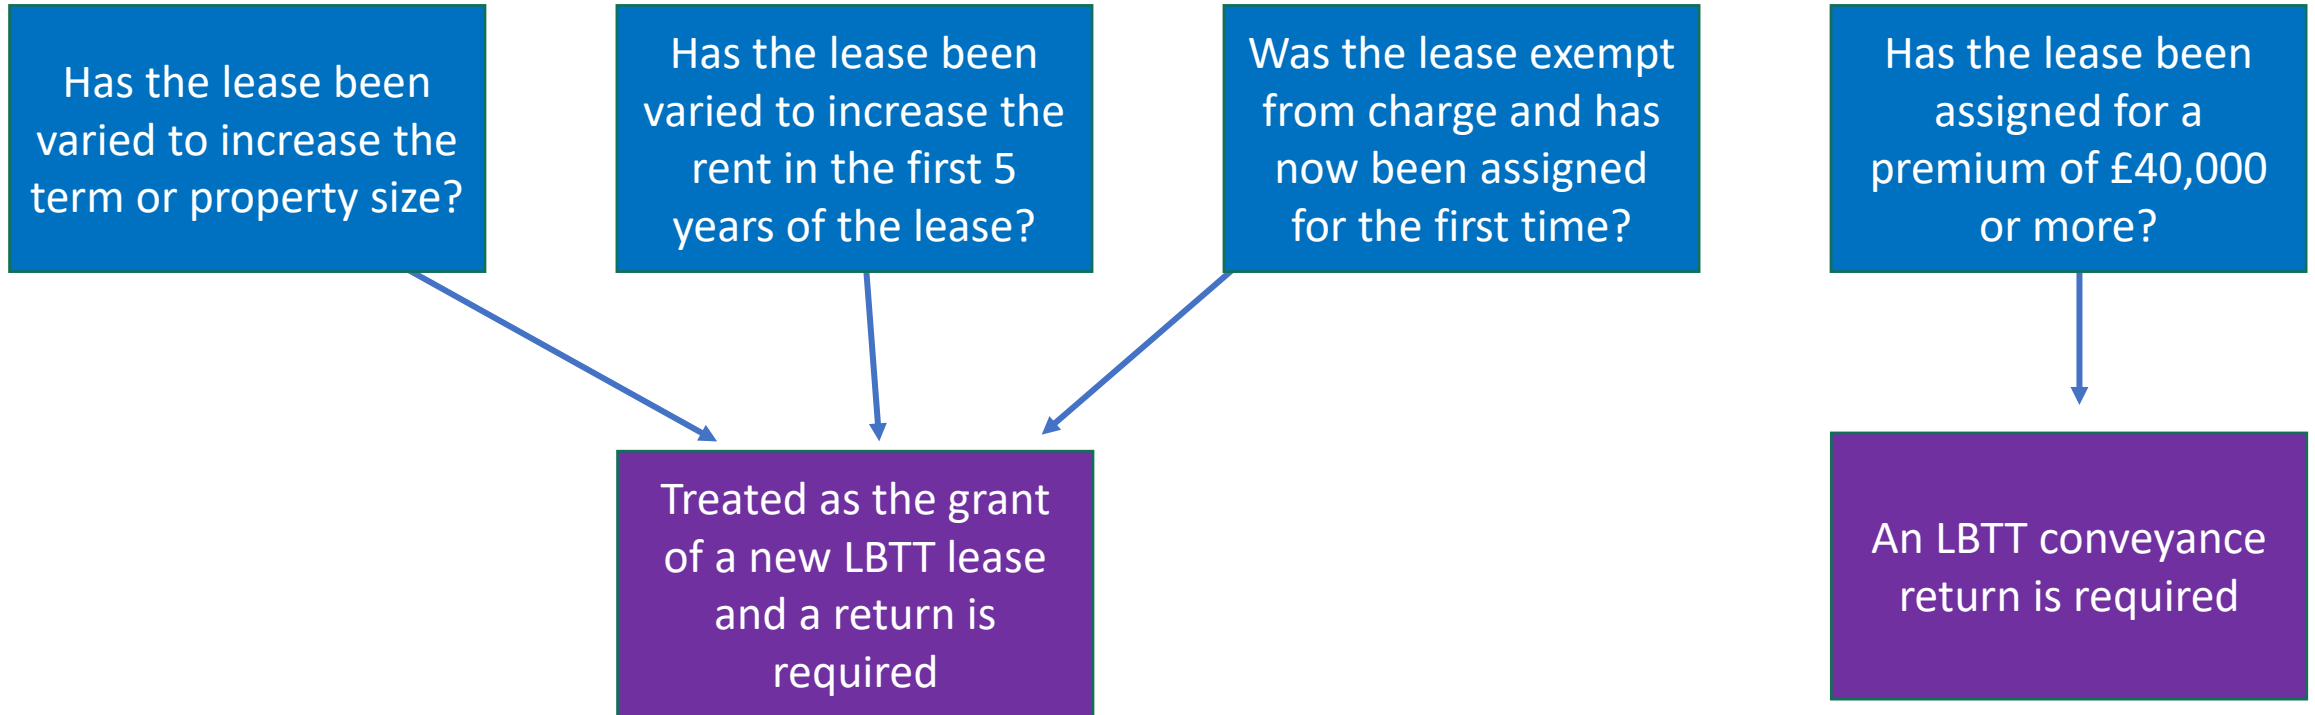 Has the lease been
varied to increase the
term or property size?
Has the lease been
varied to increase the
rent in the first 5
years of the lease?
Was the lease exempt
from charge and has
now been assigned
for the first time?
Has the lease been
assigned for a
premium of £40,000
or more?
Treated as the grant
of a new LBTT lease
and a return is
required
An LBTT conveyance
return is required